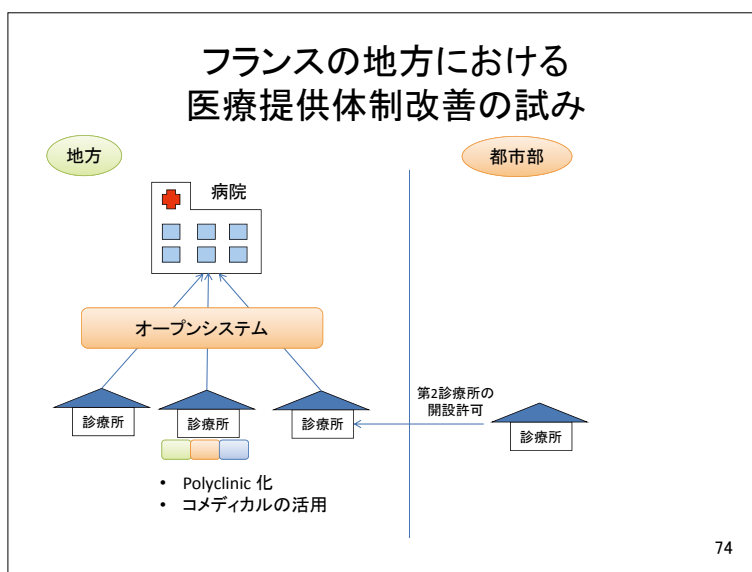 フランスの地方における
医療提供体制改善の試み
地方
都市部
病院
オープンシステム
第2診療所の
開設許可
診療所
診療所
診療所
診療所
• Polyclinic 化
• コメディカルの活用
74